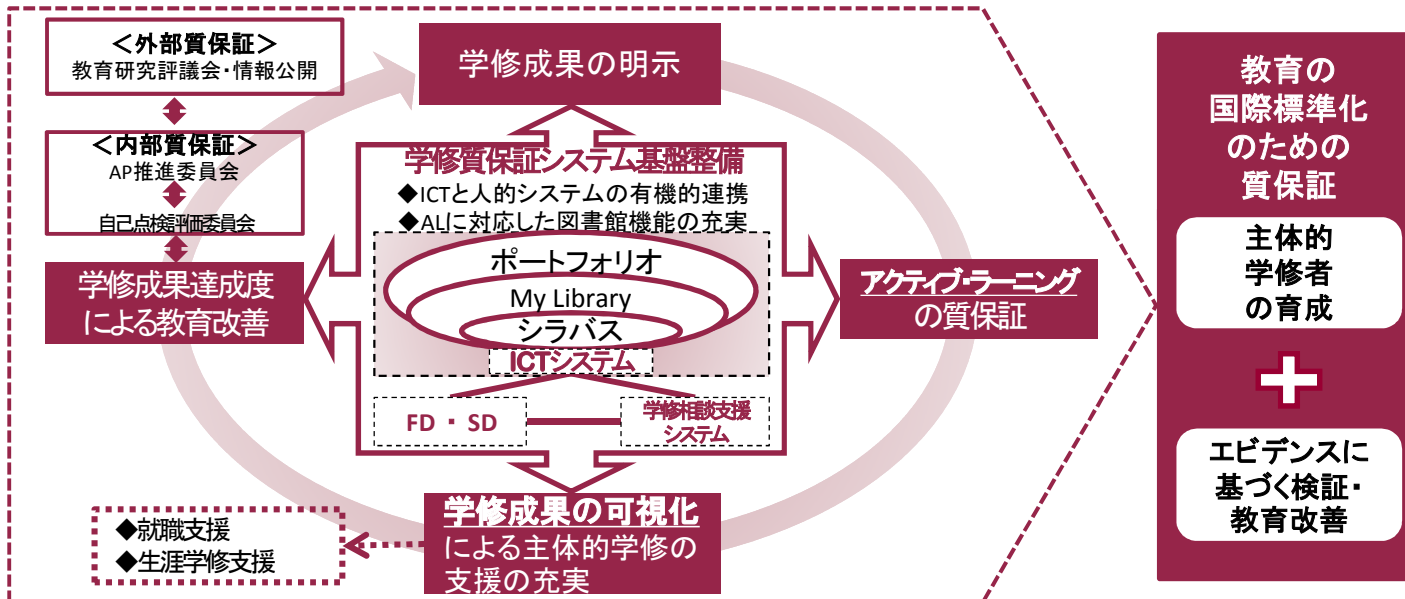 ＜外部質保証＞
教育研究評議会・情報公開
＜内部質保証＞
AP推進委員会
自己点検評価委員会
学修成果の明示
学修質保証システム基盤整備
◆ICTと人的システムの有機的連携
◆ALに対応した図書館機能の充実
ポートフォリオ
My Library
シラバス
ICTシステム
FD ・ SD
学修相談支援
システム
学修成果達成度
による教育改善
アクティブ・ラーニング
の質保証
学修成果の可視化
による主体的学修の
支援の充実
◆就職支援
◆生涯学修支援
教育の
国際標準化
のための
質保証
主体的
学修者
の育成
エビデンスに
基づく検証・
教育改善